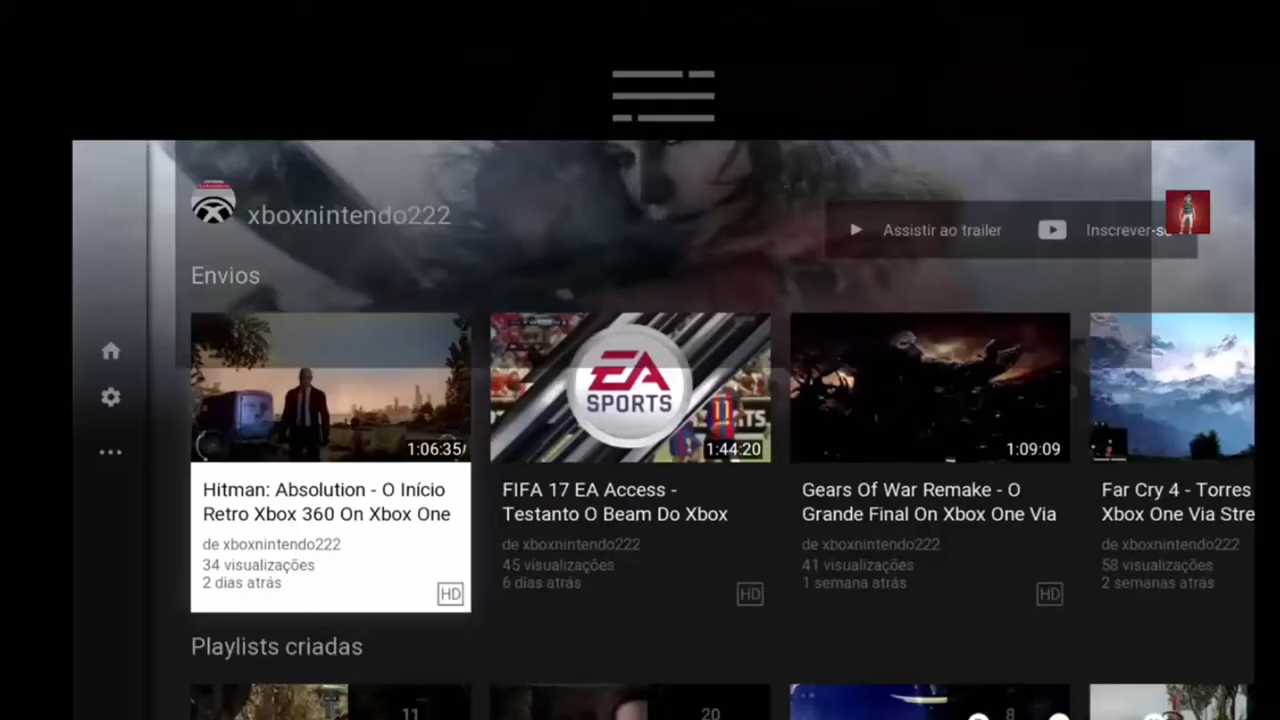 xboxnintendo222
Assistir ao trailer
Inscrever-se
Envios
1:06:35
EA
SPORTS
11
1:44:20
1:09:09
Hitman: Absolution - O Início
Retro Xbox 360 On Xbox One
de xboxnintendo222
34 visualizações
2 dias atrás
HD
FIFA 17 EA Access -
Testanto O Beam Do Xbox
de xboxnintendo222
45 visualizações
6 dias atrás
HD
Gears Of War Remake - O
Grande Final On Xbox One Via
de xboxnintendo222
41 visualizações
1 semana atrás
HD
Far Cry 4 - Torres
Xbox One Via Stre
de xboxnintendo222
58 visualizações
2 semanas atrás
Playlists criadas
11
20
8